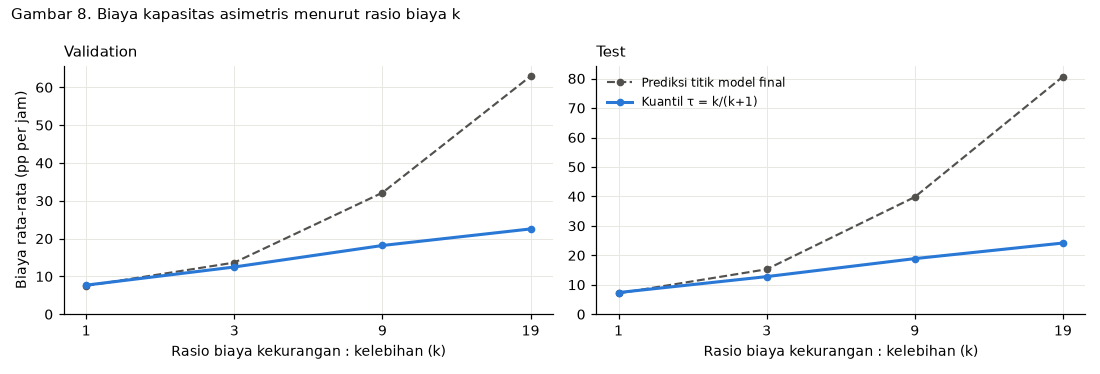 Gambar 8. Biaya kapasitas asimetris menurut rasio biaya k
Validation
Biaya rata-rata (pp per jam)
60
50
40
30
20
10
0
1 3 9 19
Rasio biaya kekurangan : kelebihan (k)
Test
Prediksi titik model final
Kuantil τ = k/(k+1)
80
70
60
50
40
30
20
10
0
1 3 9 19
Rasio biaya kekurangan : kelebihan (k)